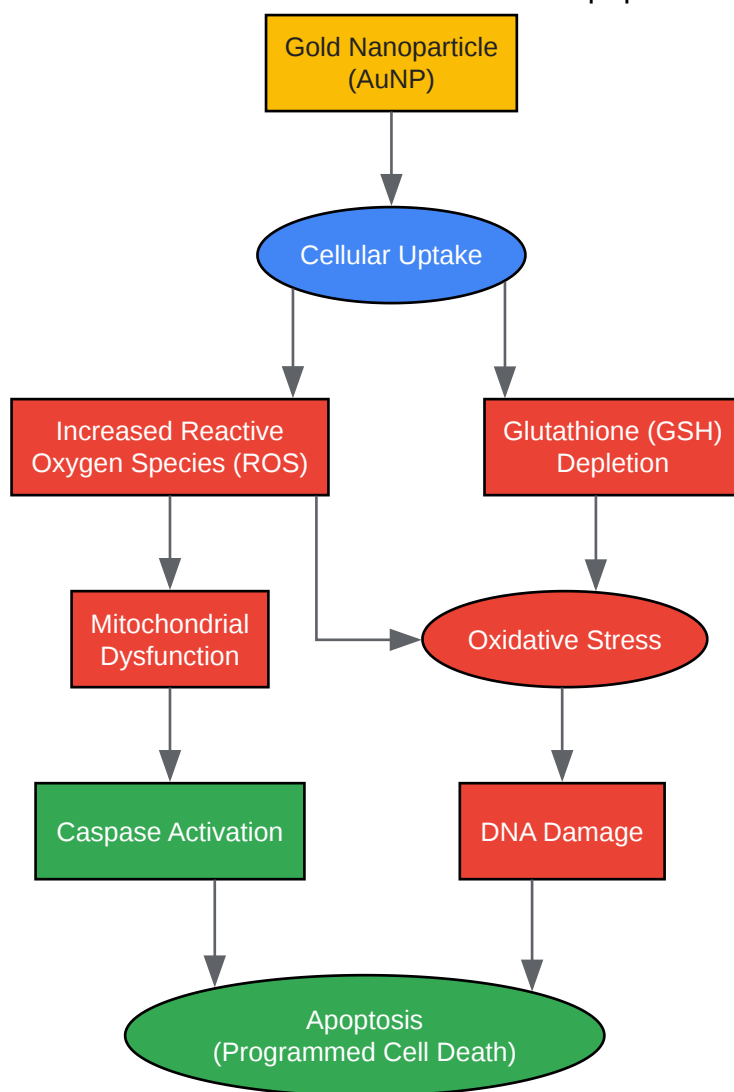 Gold Nanoparticle
(AuNP)
Cellular Uptake
Increased Reactive
Oxygen Species (ROS)
Glutathione (GSH)
Depletion
Mitochondrial
Dysfunction
Oxidative Stress
Caspase Activation
DNA Damage
Apoptosis
(Programmed Cell Death)